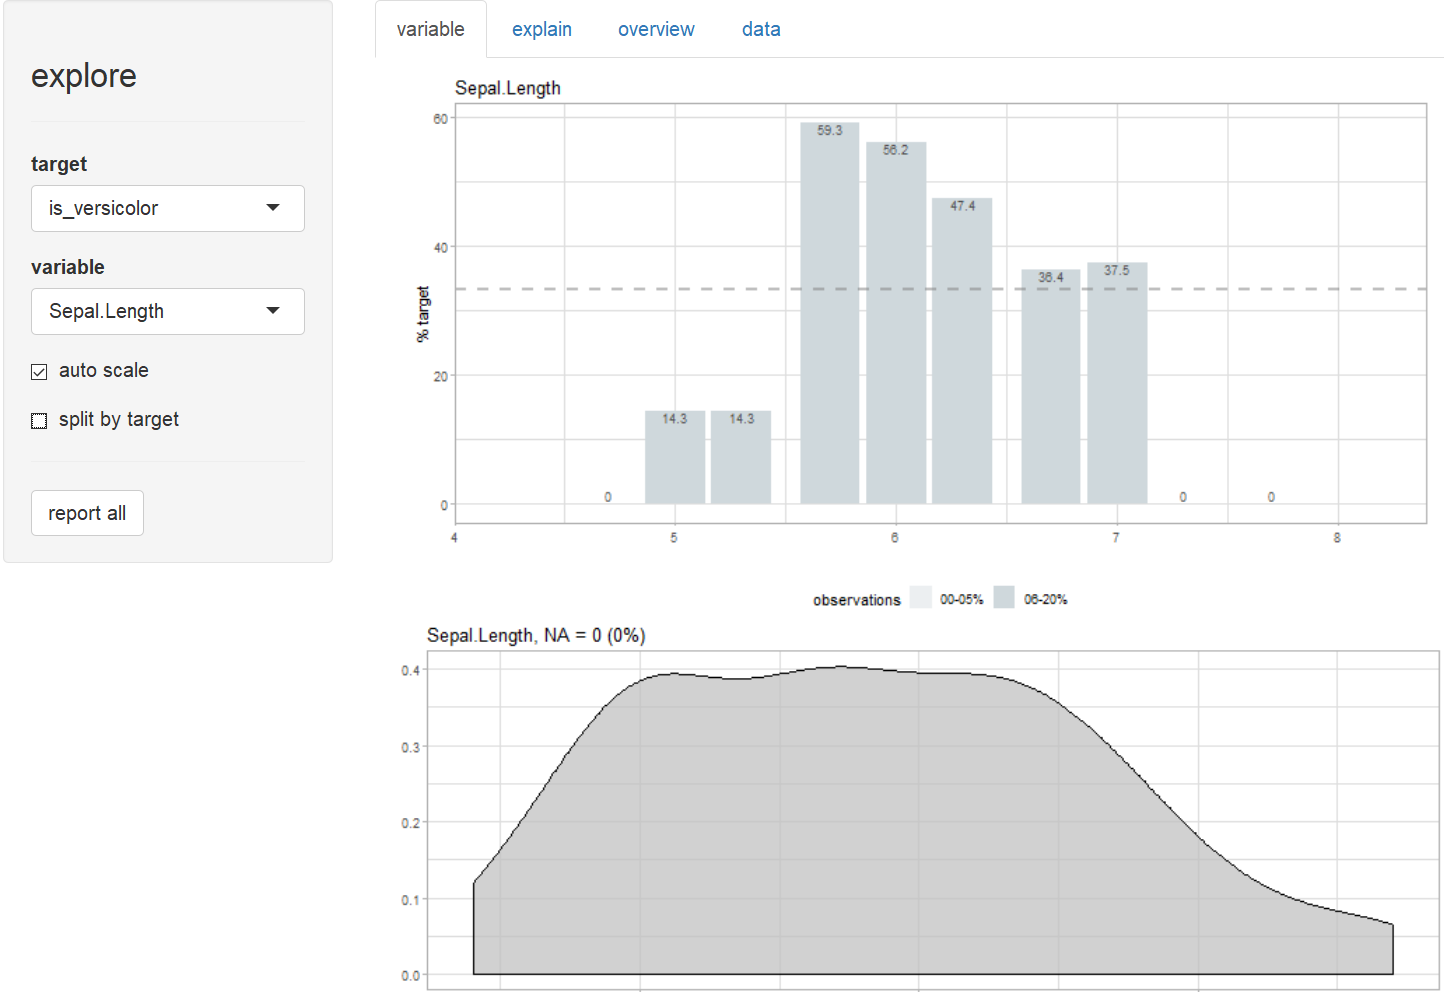 explore
target
is_versicolor
variable
Sepal.Length
auto scale
split by target
report all
variable explain overview data
Sepal.Length
% target
60
40
20
0
0 14.3 14.3 59.3 56.2 47.4 36.4 37.5 0 0
4 5 6 7 8
observations 00-05% 06-20%
Sepal.Length, NA = 0 (0%)
0.4
0.3
0.2
0.1
0.0